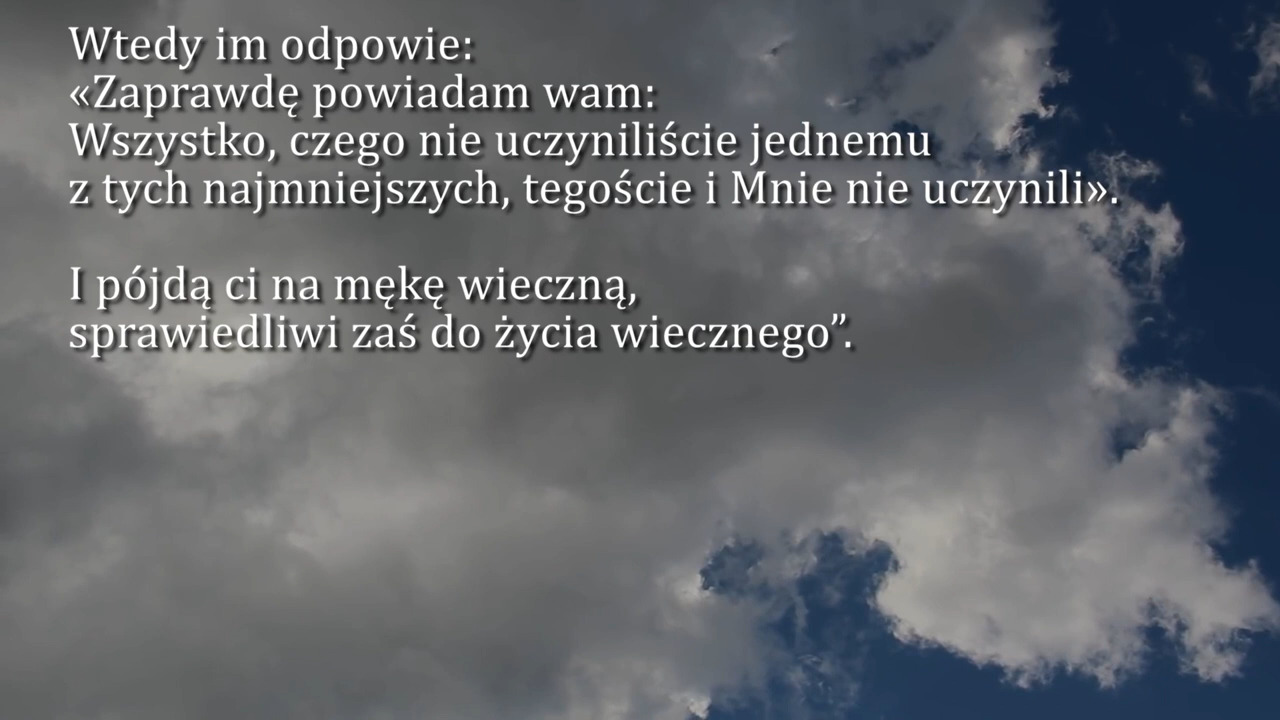 Wtedy im odpowie:
«Zaprawdę powiadam wam:
Wszystko, czego nie uczyniliście jednemu
z tych najmniejszych, tegoście i Mnie nie uczynili».
I pójdą ci na mękę wieczną,
sprawiedliwi zaś do życia wiecznego”.